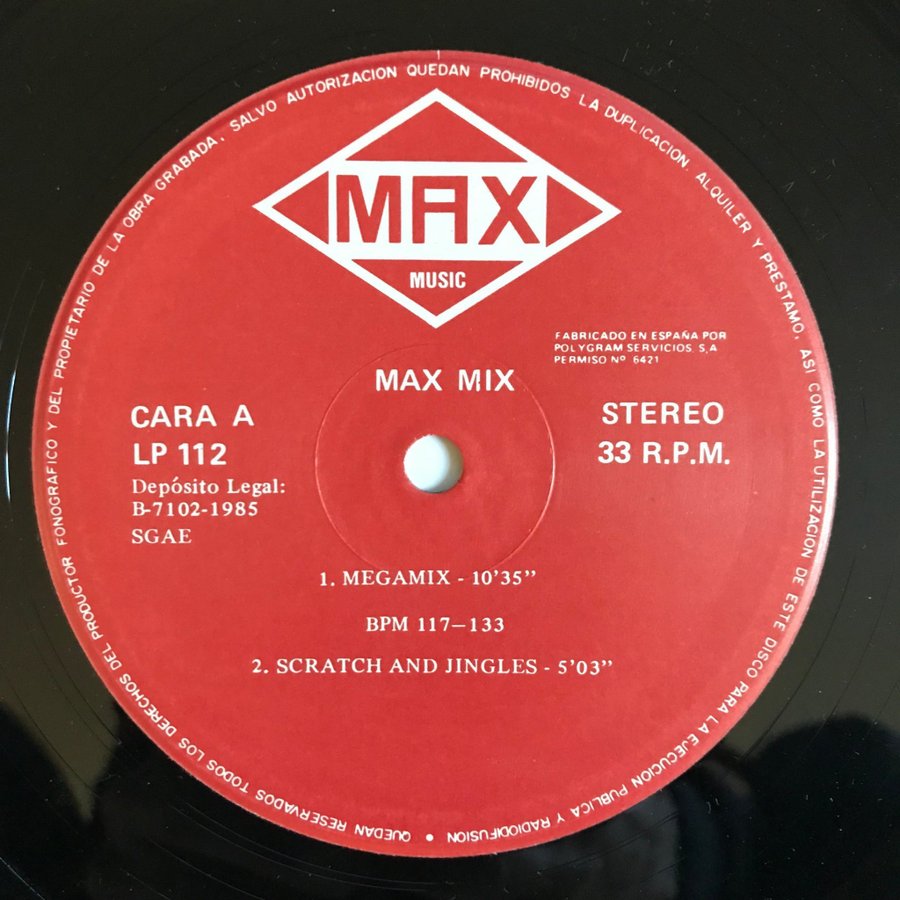 QUEDAN RESERVADOS TODOS LOS DERECHOS DEL PRODUCTOR FONOGRAFICO Y DEL PROPIETARIO DE LA OBRA GRABADA. SALVO AUTORIZACION QUEDAN PROHIBIDOS LA DUPLICACION, ALQUILER Y PRESTAMO, ASI COMO LA UTILIZACION DE ESTE DISCO PARA LA EJECUCION PUBLICA Y RADIODIFUSION •
MAX
MUSIC
FABRICADO EN ESPAÑA POR
POLYGRAM SERVICIOS, S,A
PERMISO Nº 6421
MAX MIX
CARA A
LP 112
Depósito Legal:
B-7102-1985
SGAE
STEREO
33 R.P.M.
1. MEGAMIX - 10'35"
BPM 117—133
2. SCRATCH AND JINGLES - 5'03"